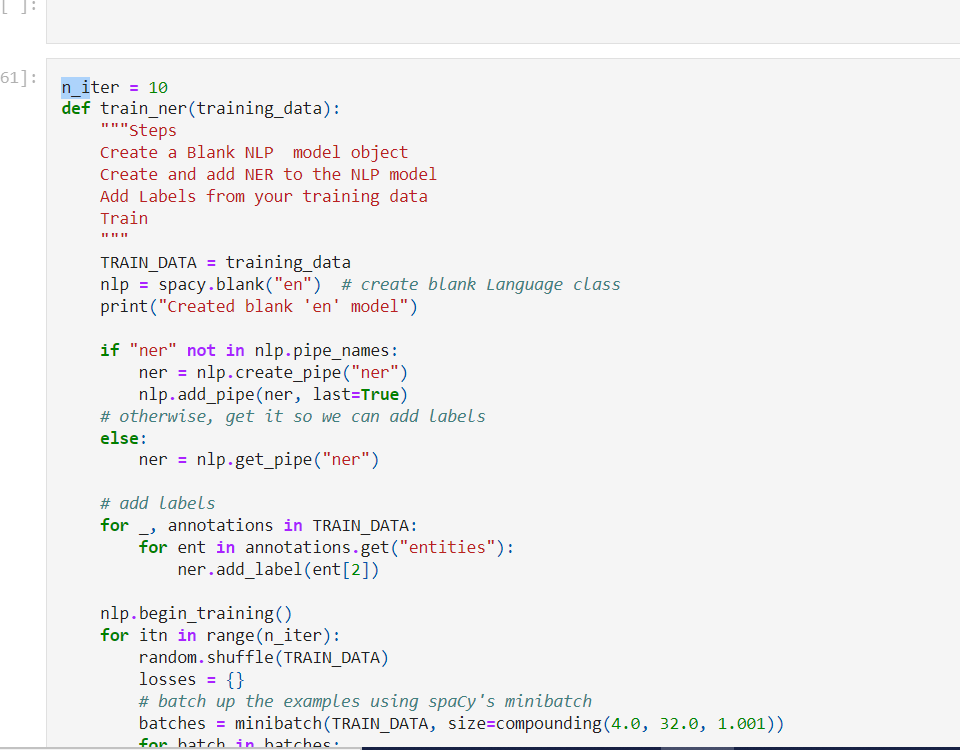 [ ]:
61]:
n_iter = 10
def train_ner(training_data):
    """Steps
    Create a Blank NLP  model object
    Create and add NER to the NLP model
    Add Labels from your training data
    Train
    """
    TRAIN_DATA = training_data
    nlp = spacy.blank("en")  # create blank Language class
    print("Created blank 'en' model")

    if "ner" not in nlp.pipe_names:
        ner = nlp.create_pipe("ner")
        nlp.add_pipe(ner, last=True)
    # otherwise, get it so we can add labels
    else:
        ner = nlp.get_pipe("ner")

    # add labels
    for _, annotations in TRAIN_DATA:
        for ent in annotations.get("entities"):
            ner.add_label(ent[2])

    nlp.begin_training()
    for itn in range(n_iter):
        random.shuffle(TRAIN_DATA)
        losses = {}
        # batch up the examples using spaCy's minibatch
        batches = minibatch(TRAIN_DATA, size=compounding(4.0, 32.0, 1.001))
        for batch in batches: